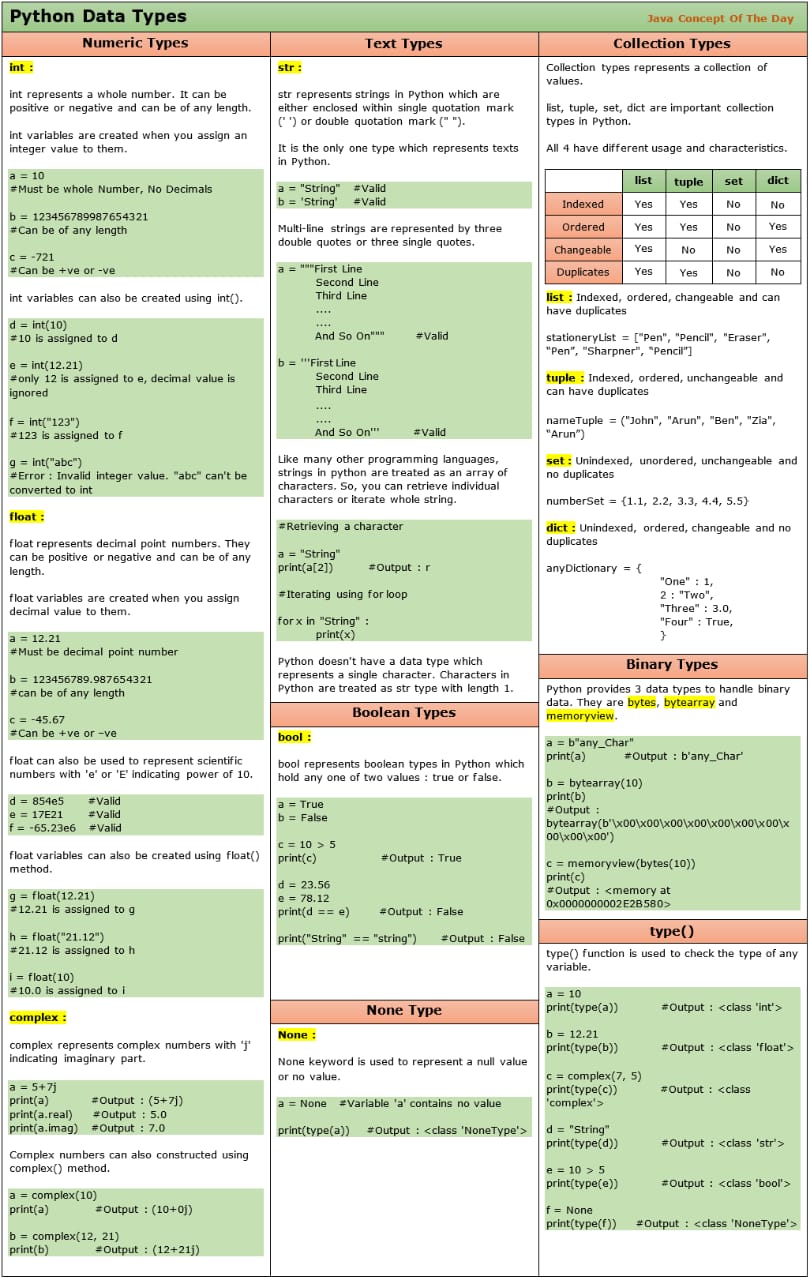 Python Data Types
Java Concept Of The Day
Numeric Types
int :
int represents a whole number. It can be
positive or negative and can be of any length.
int variables are created when you assign an
integer value to them.
a = 10
#Must be whole Number, No Decimals
b = 123456789987654321
#Can be of any length
c = -721
#Can be +ve or -ve
int variables can also be created using int().
d = int(10)
#10 is assigned to d
e = int(12.21)
#only 12 is assigned to e, decimal value is
ignored
f = int("123")
#123 is assigned to f
g = int("abc")
#Error : Invalid integer value. "abc" can't be
converted to int
float :
float represents decimal point numbers. They
can be positive or negative and can be of any
length.
float variables are created when you assign
decimal value to them.
a = 12.21
#Must be decimal point number
b = 123456789.987654321
#can be of any length
c = -45.67
#Can be +ve or –ve
float can also be used to represent scientific
numbers with 'e' or 'E' indicating power of 10.
d = 854e5 #Valid
e = 17E21 #Valid
f = -65.23e6 #Valid
float variables can also be created using float()
method.
g = float(12.21)
#12.21 is assigned to g
h = float("21.12")
#21.12 is assigned to h
i = float(10)
#10.0 is assigned to i
complex :
complex represents complex numbers with 'j'
indicating imaginary part.
a = 5+7j
print(a) #Output : (5+7j)
print(a.real) #Output : 5.0
print(a.imag) #Output : 7.0
Complex numbers can also constructed using
complex() method.
a = complex(10)
print(a) #Output : (10+0j)
b = complex(12, 21)
print(b) #Output : (12+21j)
Text Types
str :
str represents strings in Python which are
either enclosed within single quotation mark
(' ') or double quotation mark (" ").
It is the only one type which represents texts
in Python.
a = "String" #Valid
b = 'String' #Valid
Multi-line strings are represented by three
double quotes or three single quotes.
a = """First Line
Second Line
Third Line
....
....
And So On""" #Valid
b = '''First Line
Second Line
Third Line
....
....
And So On''' #Valid
Like many other programming languages,
strings in python are treated as an array of
characters. So, you can retrieve individual
characters or iterate whole string.
#Retrieving a character
a = "String"
print(a[2]) #Output : r
#Iterating using for loop
for x in "String" :
print(x)
Python doesn't have a data type which
represents a single character. Characters in
Python are treated as str type with length 1.
Boolean Types
bool :
bool represents boolean types in Python which
hold any one of two values : true or false.
a = True
b = False
c = 10 > 5
print(c) #Output : True
d = 23.56
e = 78.12
print(d == e) #Output : False
print("String" == "string") #Output : False
None Type
None :
None keyword is used to represent a null value
or no value.
a = None #Variable 'a' contains no value
print(type(a)) #Output : <class 'NoneType'>
Collection Types
Collection types represents a collection of
values.
list, tuple, set, dict are important collection
types in Python.
All 4 have different usage and characteristics.
list tuple set dict
Indexed Yes Yes No No
Ordered Yes Yes No Yes
Changeable Yes No No Yes
Duplicates Yes Yes No No
list : Indexed, ordered, changeable and can
have duplicates
stationeryList = ["Pen", "Pencil", "Eraser",
"Pen", "Sharpner", "Pencil"]
tuple : Indexed, ordered, unchangeable and
can have duplicates
nameTuple = ("John", "Arun", "Ben", "Zia",
"Arun")
set : Unindexed, unordered, unchangeable and
no duplicates
numberSet = {1.1, 2.2, 3.3, 4.4, 5.5}
dict : Unindexed, ordered, changeable and no
duplicates
anyDictionary = {
"One" : 1,
2 : "Two",
"Three" : 3.0,
"Four" : True,
}
Binary Types
Python provides 3 data types to handle binary
data. They are bytes, bytearray and
memoryview.
a = b"any_Char"
print(a) #Output : b'any_Char'
b = bytearray(10)
print(b)
#Output :
bytearray(b'\x00\x00\x00\x00\x00\x00\x00\x
00\x00\x00')
c = memoryview(bytes(10))
print(c)
#Output : <memory at
0x0000000002E2B580>
type()
type() function is used to check the type of any
variable.
a = 10
print(type(a)) #Output : <class 'int'>
b = 12.21
print(type(b)) #Output : <class 'float'>
c = complex(7, 5)
print(type(c)) #Output : <class
'complex'>
d = "String"
print(type(d)) #Output : <class 'str'>
e = 10 > 5
print(type(e)) #Output : <class 'bool'>
f = None
print(type(f)) #Output : <class 'NoneType'>